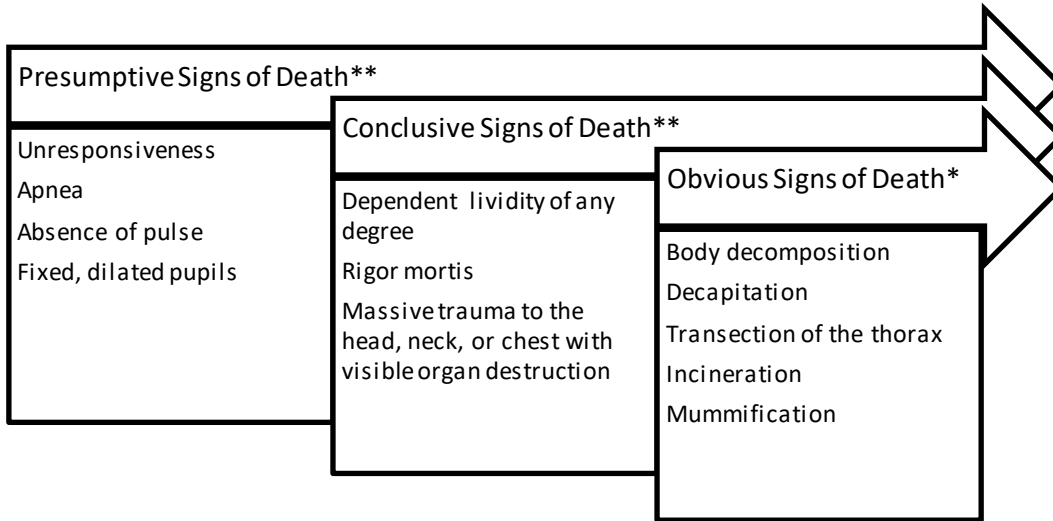 Presumptive Signs of Death**
Unresponsiveness
Apnea
Absence of pulse
Fixed, dilated pupils
Conclusive Signs of Death**
Dependent lividity of any
degree
Rigor mortis
Massive trauma to the
head, neck, or chest with
visible organ destruction
Obvious Signs of Death*
Body decomposition
Decapitation
Transection of the thorax
Incineration
Mummification